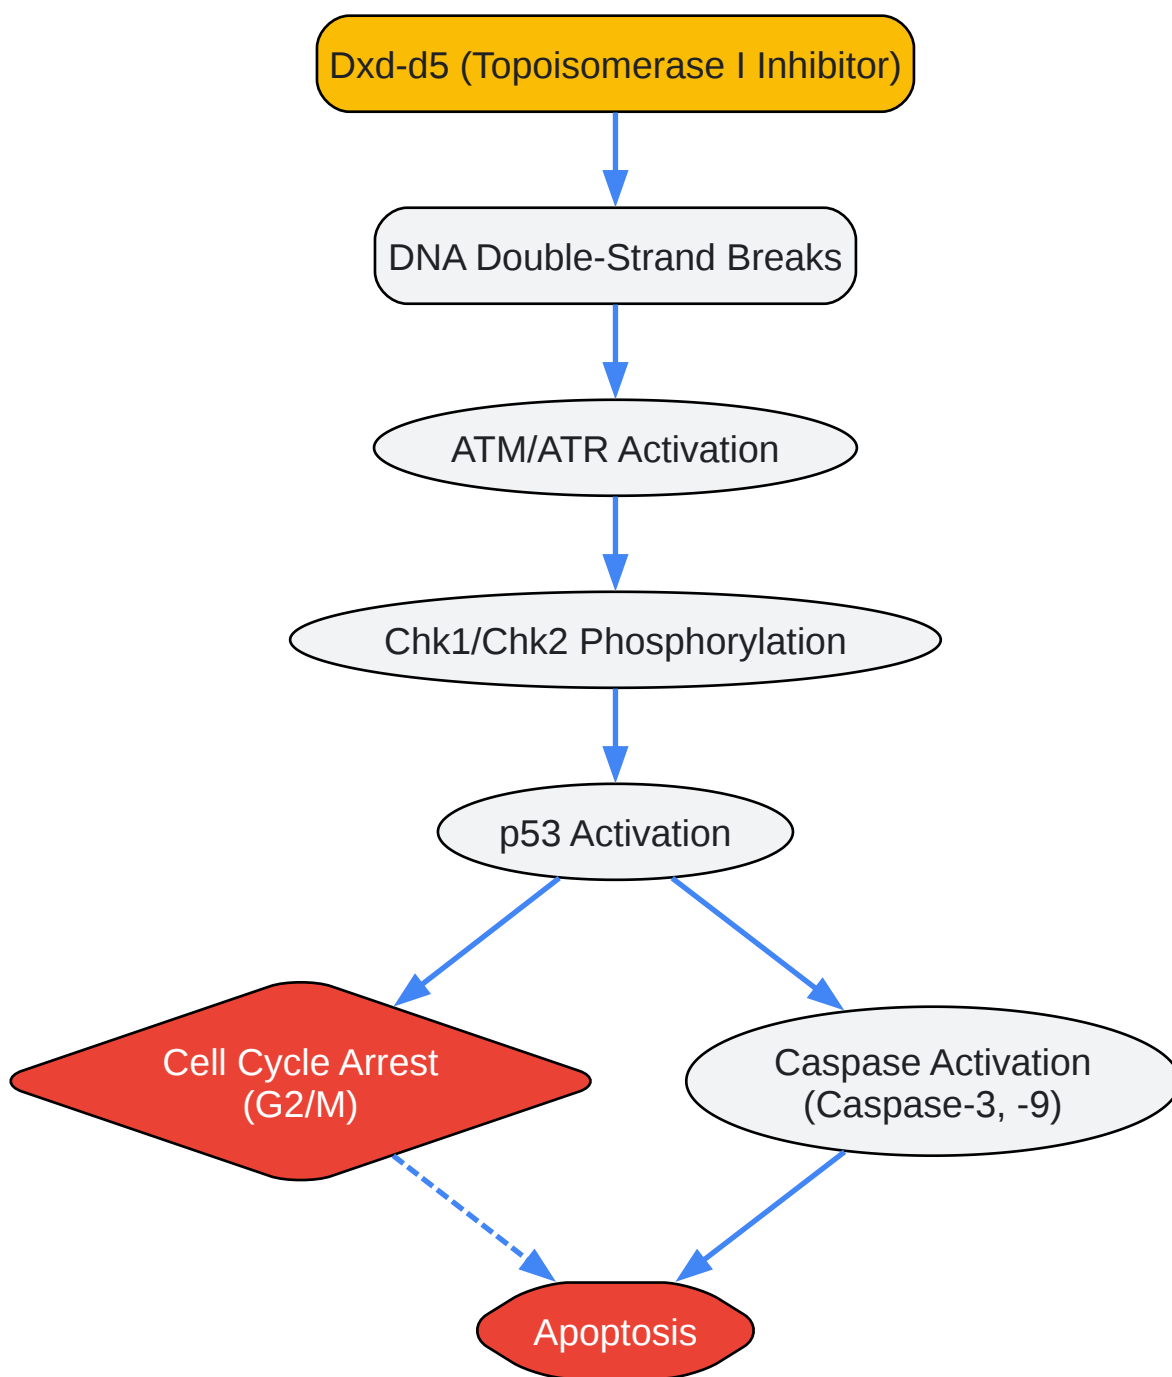 Dxd-d5 (Topoisomerase I Inhibitor)
DNA Double-Strand Breaks
ATM/ATR Activation
Chk1/Chk2 Phosphorylation
p53 Activation
Cell Cycle Arrest
(G2/M)
Caspase Activation
(Caspase-3, -9)
Apoptosis